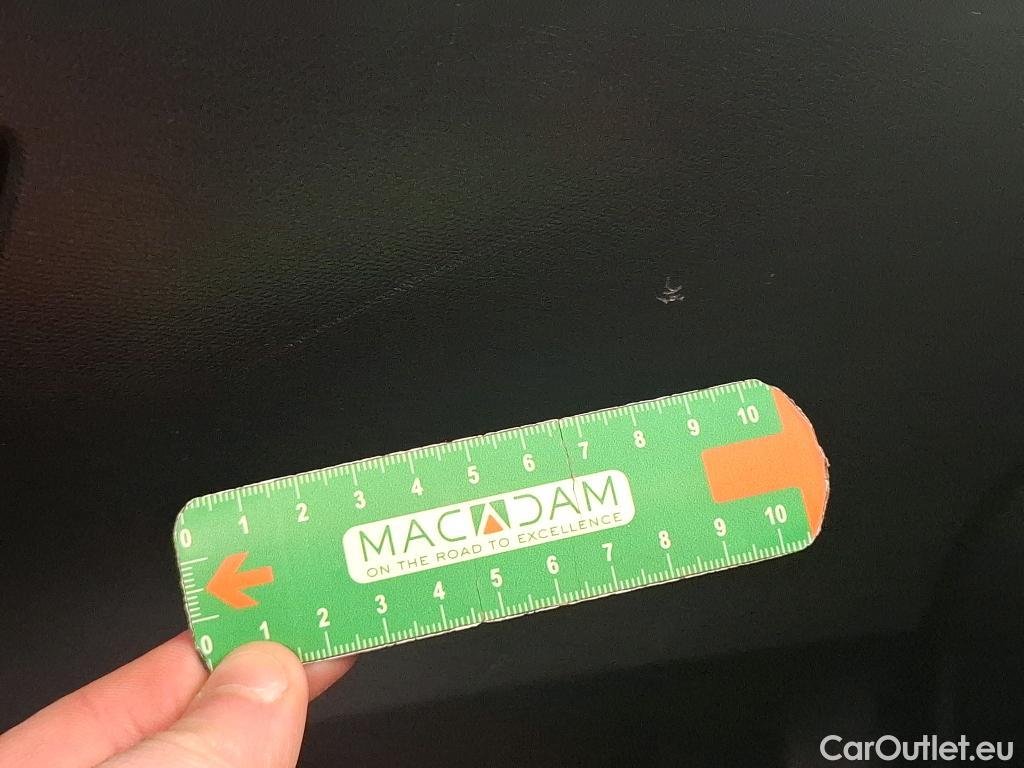 0 1 2 3 4 5 6 7 8 9 10
MACADAM
ON THE ROAD TO EXCELLENCE
0 1 2 3 4 5 6 7 8 9 10
CarOutlet.eu